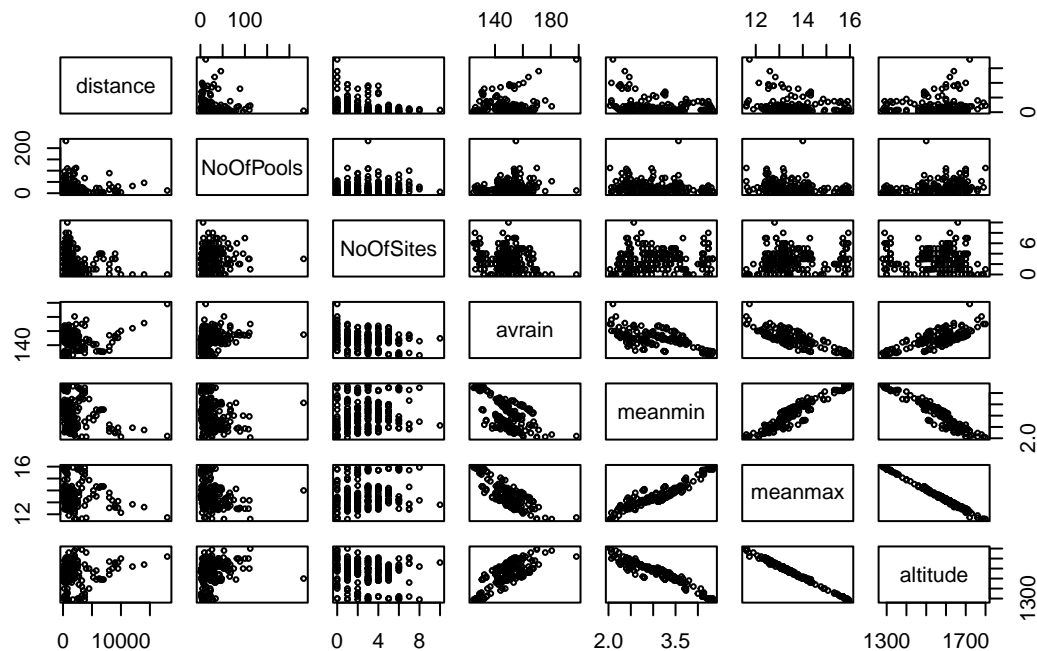 0 100
140 180
12 14 16
distance
0
0 200
NoOfPools
NoOfSites
0 6
140
avrain
meanmin
2.0
12 16
meanmax
altitude
1300
0 10000
0 4 8
2.0 3.5
1300 1700